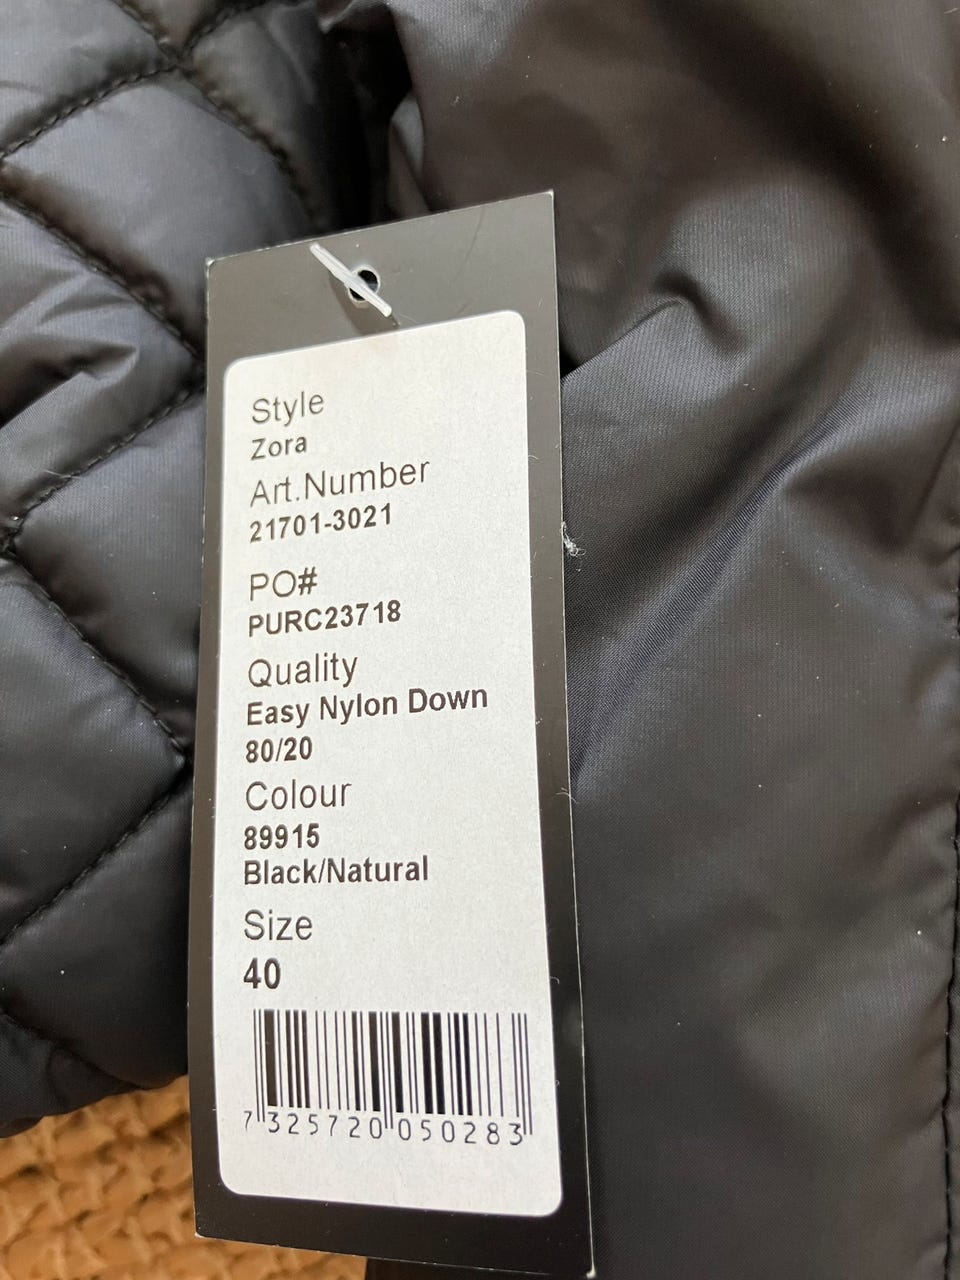 Style
Zora
Art.Number
21701-3021
PO#
PURC23718
Quality
Easy Nylon Down
80/20
Colour
89915
Black/Natural
Size
40
7 325720 050283